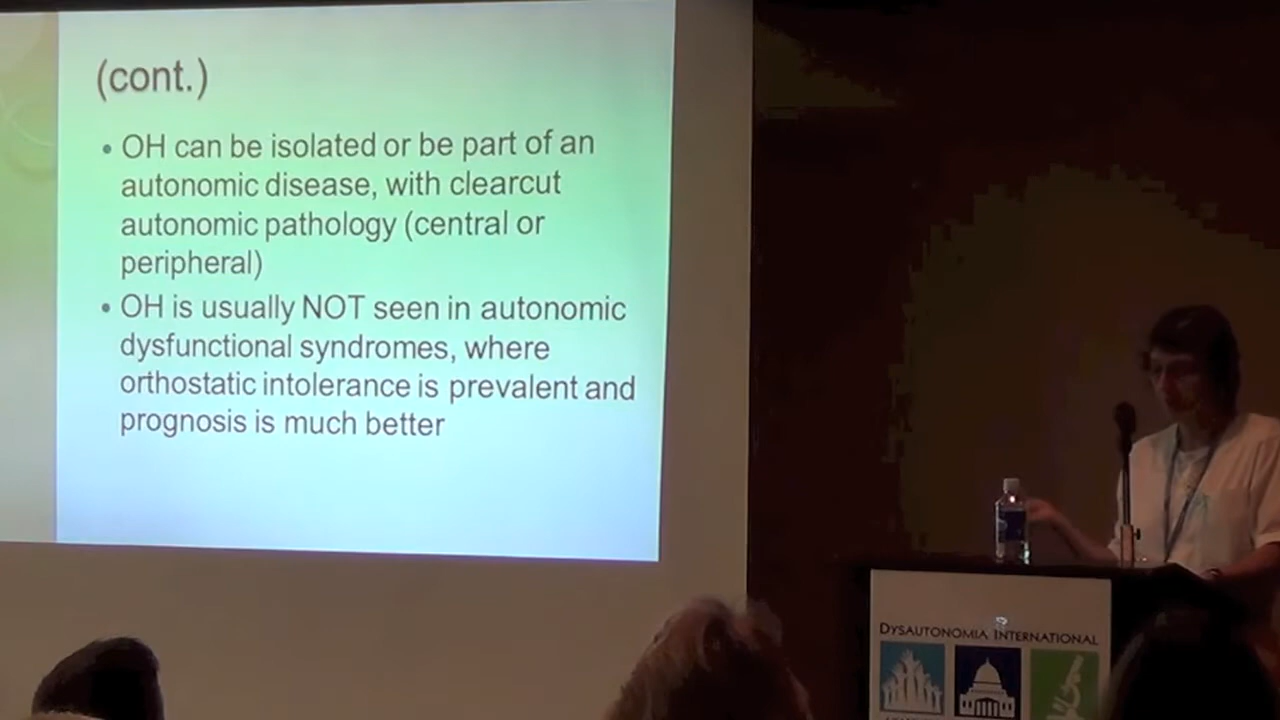 (cont.)
• OH can be isolated or be part of an
autonomic disease, with clearcut
autonomic pathology (central or
peripheral)
• OH is usually NOT seen in autonomic
dysfunctional syndromes, where
orthostatic intolerance is prevalent and
prognosis is much better
DYSAUTONOMIA INTERNATIONAL